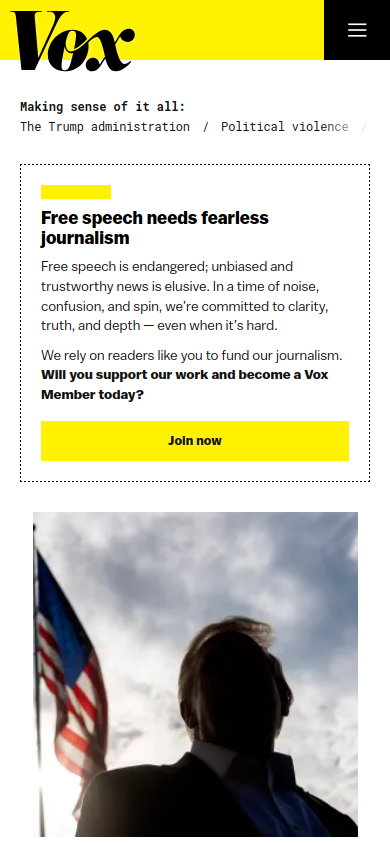 Vox
Making sense of it all:
The Trump administration / Political violence /
Free speech needs fearless
journalism
Free speech is endangered; unbiased and
trustworthy news is elusive. In a time of noise,
confusion, and spin, we’re committed to clarity,
truth, and depth — even when it’s hard.
We rely on readers like you to fund our journalism.
Will you support our work and become a Vox
Member today?
Join now